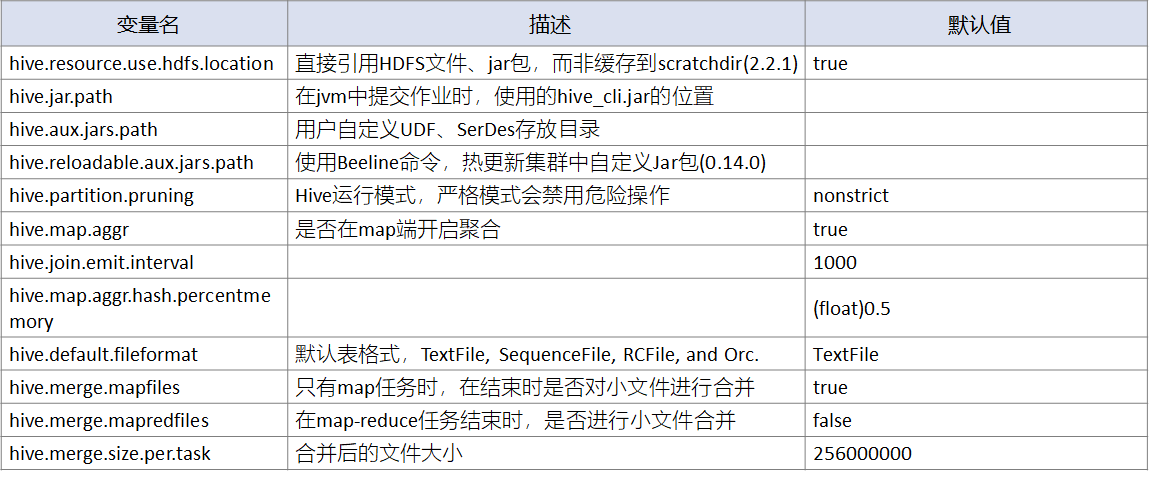 变量名 描述 默认值
hive.resource.use.hdfs.location 直接引用HDFS文件、jar包，而非缓存到scratchdir(2.2.1) true
hive.jar.path 在jvm中提交作业时，使用的hive_cli.jar的位置
hive.aux.jars.path 用户自定义UDF、SerDes存放目录
hive.reloadable.aux.jars.path 使用Beeline命令，热更新集群中自定义Jar包(0.14.0)
hive.partition.pruning Hive运行模式，严格模式会禁用危险操作 nonstrict
hive.map.aggr 是否在map端开启聚合 true
hive.join.emit.interval 1000
hive.map.aggr.hash.percentme
mory (float)0.5
hive.default.fileformat 默认表格式，TextFile, SequenceFile, RCFile, and Orc. TextFile
hive.merge.mapfiles 只有map任务时，在结束时是否对小文件进行合并 true
hive.merge.mapredfiles 在map-reduce任务结束时，是否进行小文件合并 false
hive.merge.size.per.task 合并后的文件大小 256000000